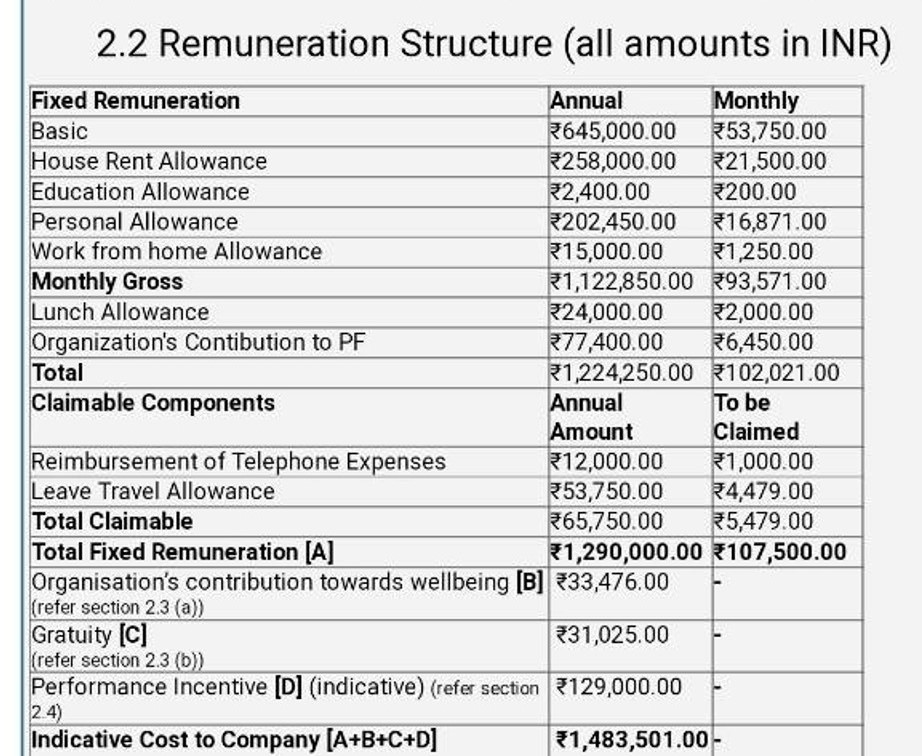 2.2 Remuneration Structure (all amounts in INR)
Fixed Remuneration Annual Monthly
Basic ₹645,000.00 ₹53,750.00
House Rent Allowance ₹258,000.00 ₹21,500.00
Education Allowance ₹2,400.00 ₹200.00
Personal Allowance ₹202,450.00 ₹16,871.00
Work from home Allowance ₹15,000.00 ₹1,250.00
Monthly Gross ₹1,122,850.00 ₹93,571.00
Lunch Allowance ₹24,000.00 ₹2,000.00
Organization's Contibution to PF ₹77,400.00 ₹6,450.00
Total ₹1,224,250.00 ₹102,021.00
Claimable Components Annual To be
Amount Claimed
Reimbursement of Telephone Expenses ₹12,000.00 ₹1,000.00
Leave Travel Allowance ₹53,750.00 ₹4,479.00
Total Claimable ₹65,750.00 ₹5,479.00
Total Fixed Remuneration [A] ₹1,290,000.00 ₹107,500.00
Organisation's contribution towards wellbeing [B] ₹33,476.00 -
(refer section 2.3 (a))
Gratuity [C] ₹31,025.00 -
(refer section 2.3 (b))
Performance Incentive [D] (indicative) (refer section ₹129,000.00 -
2.4)
Indicative Cost to Company [A+B+C+D] ₹1,483,501.00 -